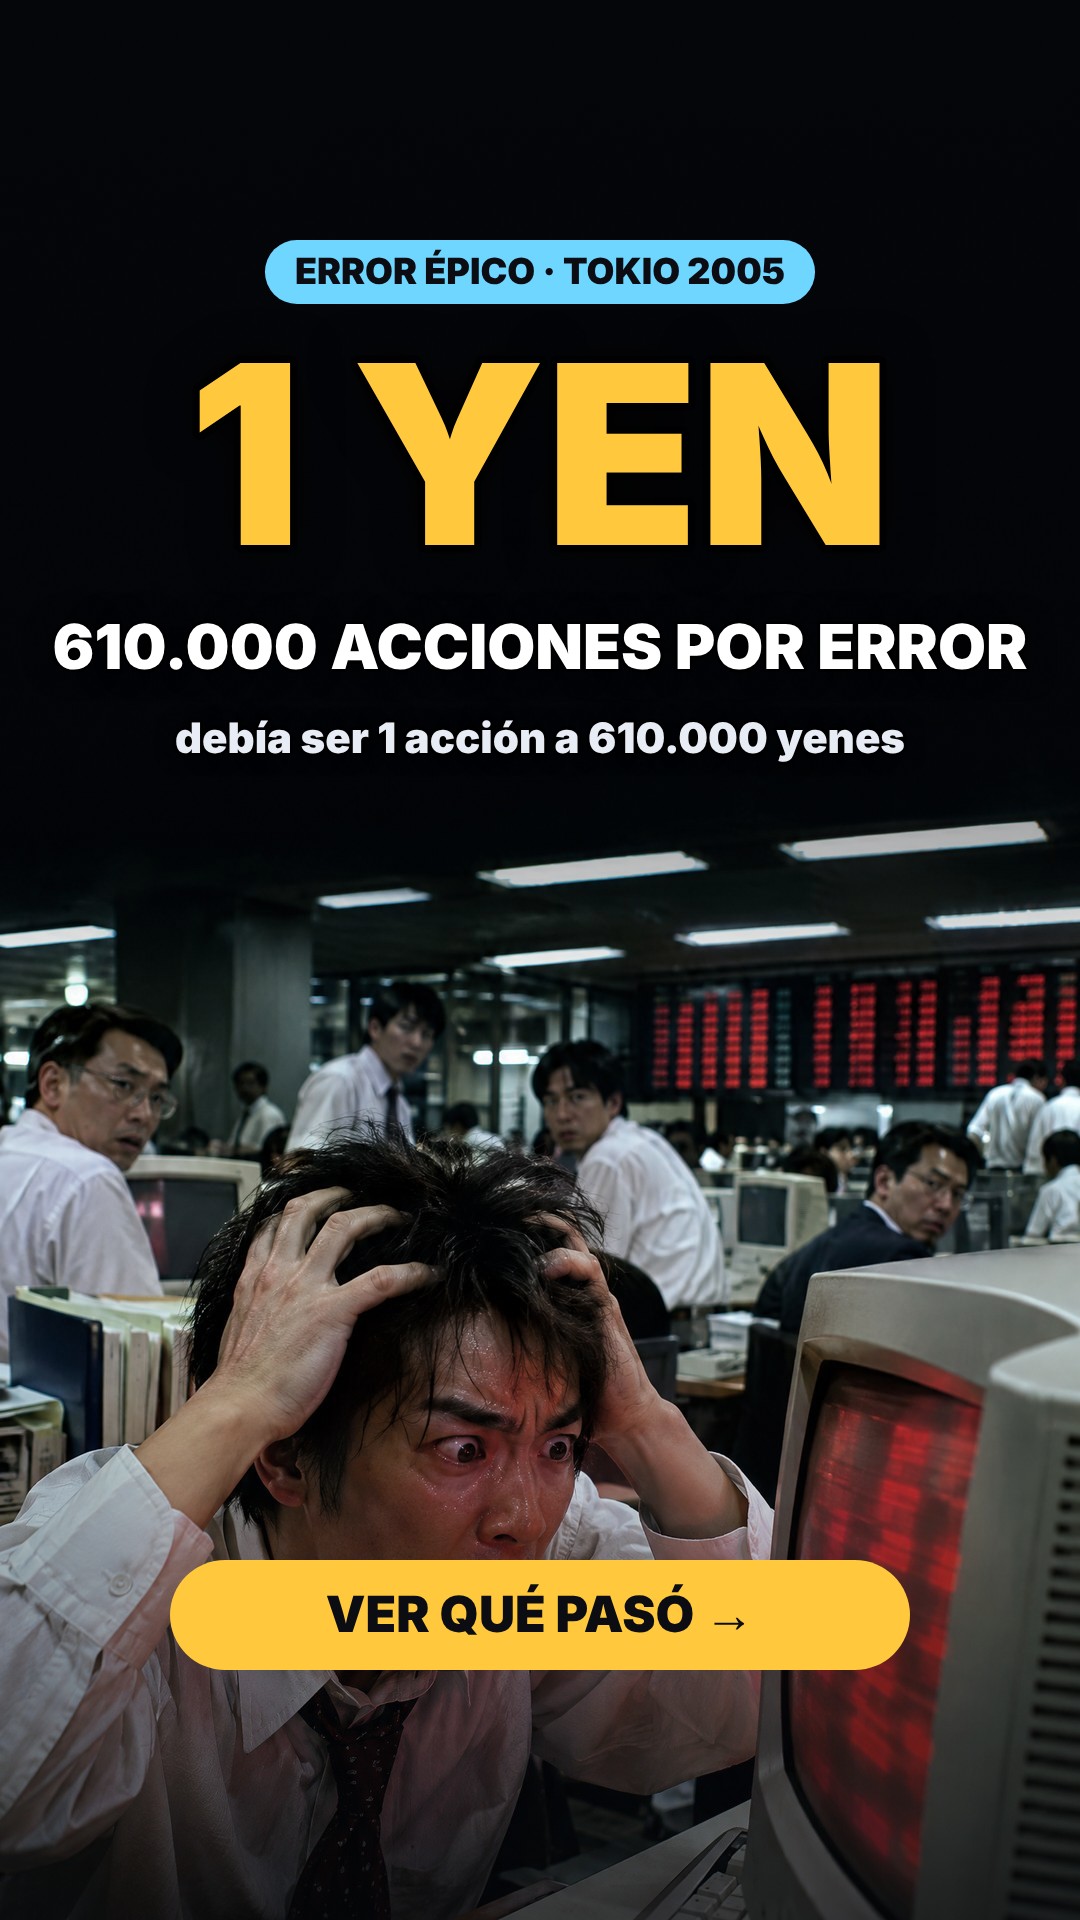 ERROR ÉPICO · TOKIO 2005
1 YEN
610.000 ACCIONES POR ERROR
debía ser 1 acción a 610.000 yenes
VER QUÉ PASÓ →